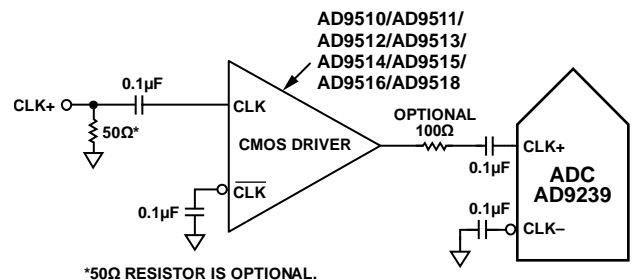 AD9510/AD9511/
AD9512/AD9513/
AD9514/AD9515/
AD9516/AD9518
0.1µF
CLK+
50Ω*
CLK
CMOS DRIVER
CLK
0.1µF
OPTIONAL
100Ω
0.1µF
CLK+
ADC
AD9239
0.1µF
CLK–
*50Ω RESISTOR IS OPTIONAL.